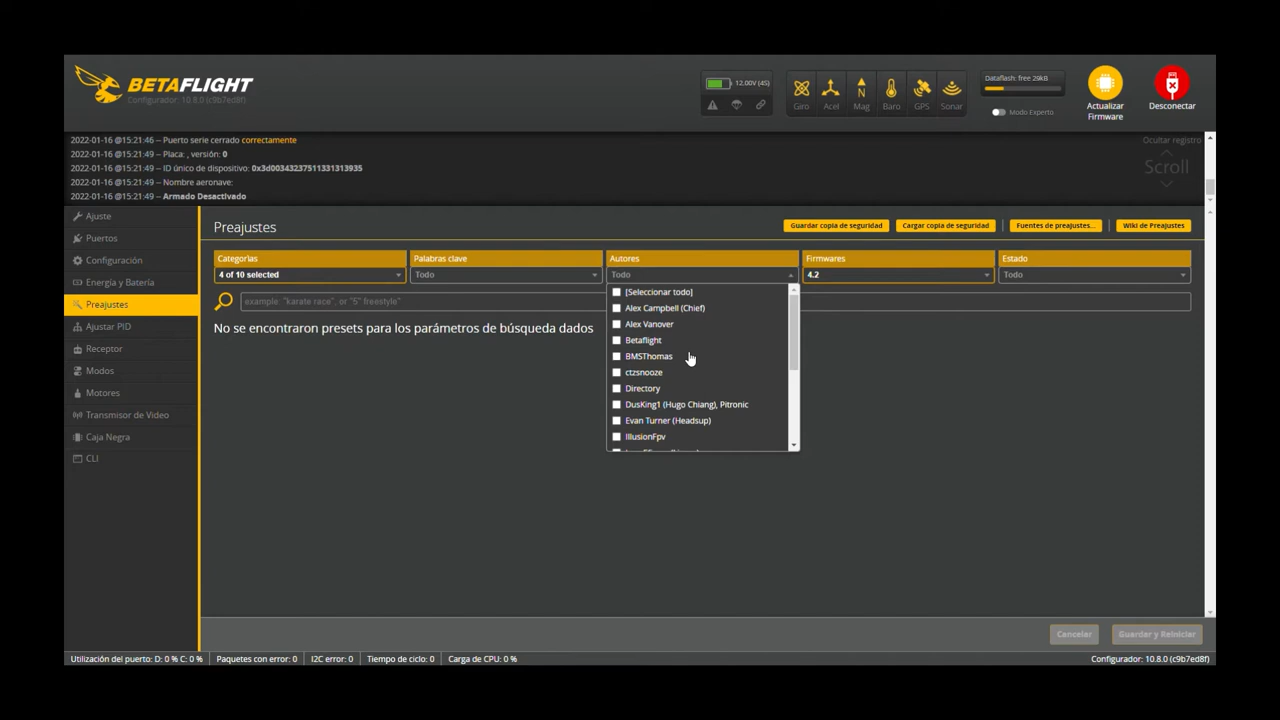 BETAFLIGHT
Configurador: 10.8.0 (c9b7ed8f)
12.00V (4S)
Giro
Acel
Mag
Baro
GPS
Sonar
Dataflash: free 29kB
Modo Experto
Actualizar
Firmware
Desconectar
2022-01-16 @15:21:46 -- Puerto serie cerrado correctamente
2022-01-16 @15:21:49 -- Placa: , versión: 0
2022-01-16 @15:21:49 -- ID único de dispositivo: 0x3d00343237511331313935
2022-01-16 @15:21:49 -- Nombre aeronave:
2022-01-16 @15:21:49 -- Armado Desactivado
Ocultar registro
Scroll
Ajuste
Puertos
Configuración
Energía y Batería
Preajustes
Ajustar PID
Receptor
Modos
Motores
Transmisor de Video
Caja Negra
CLI
Preajustes
Guardar copia de seguridad
Cargar copia de seguridad
Fuentes de preajustes...
Wiki de Preajustes
Categorías
4 of 10 selected
Palabras clave
Todo
Autores
Todo
Firmwares
4.2
Estado
Todo
example: "karate race", or "5" freestyle"
No se encontraron presets para los parámetros de búsqueda dados
[Seleccionar todo]
Alex Campbell (Chief)
Alex Vanover
Betaflight
BMSThomas
ctzsnooze
Directory
DusKing1 (Hugo Chiang), Pitronic
Evan Turner (Headsup)
IllusionFpv
Cancelar
Guardar y Reiniciar
Utilización del puerto: D: 0 % C: 0 %
Paquetes con error: 0
I2C error: 0
Tiempo de ciclo: 0
Carga de CPU: 0 %
Configurador: 10.8.0 (c9b7ed8f)